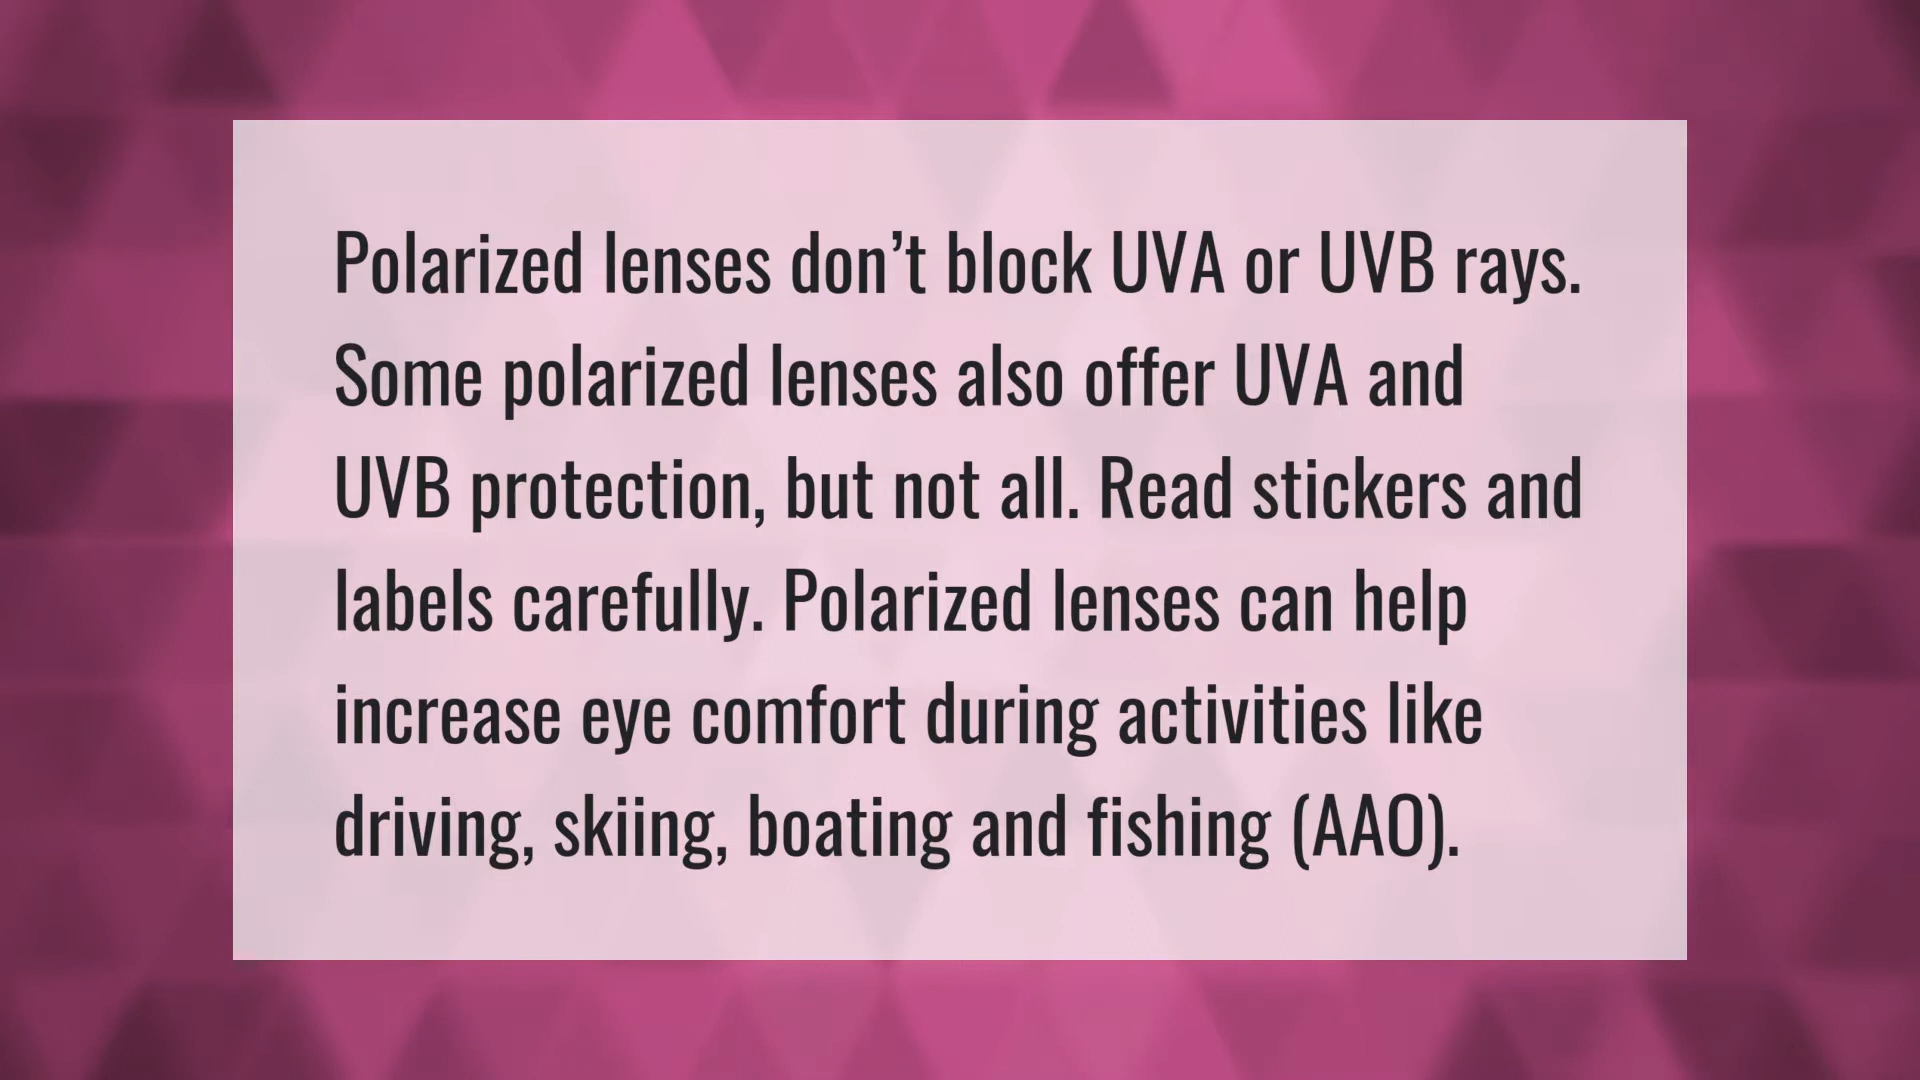 Polarized lenses don’t block UVA or UVB rays.
Some polarized lenses also offer UVA and
UVB protection, but not all. Read stickers and
labels carefully. Polarized lenses can help
increase eye comfort during activities like
driving, skiing, boating and fishing (AAO).